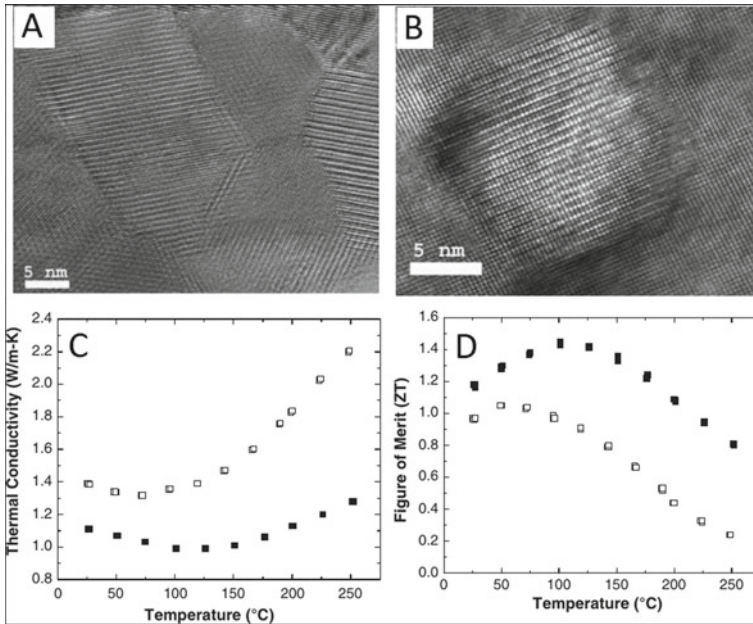 A
B
5 nm
5 nm
C
Thermal Conductivity (W/m-K)
2.4
2.2
2.0
1.8
1.6
1.4
1.2
1.0
0.8
0 50 100 150 200 250
Temperature (°C)
D
Figure of Merit (ZT)
1.6
1.4
1.2
1.0
0.8
0.6
0.4
0.2
0.0
0 50 100 150 200 250
Temperature (°C)